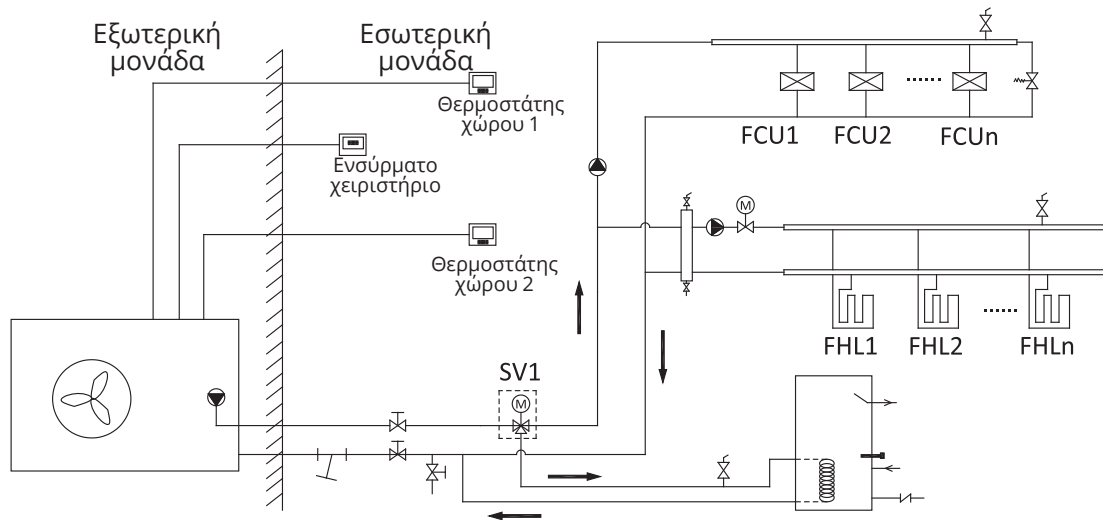 Εξωτερική
μονάδα
Εσωτερική
μονάδα
Θερμοστάτης
χώρου 1
Ενσύρματο
χειριστήριο
Θερμοστάτης
χώρου 2
FCU1
FCU2
FCUn
M
FHL1
FHL2
FHLn
SV1
M